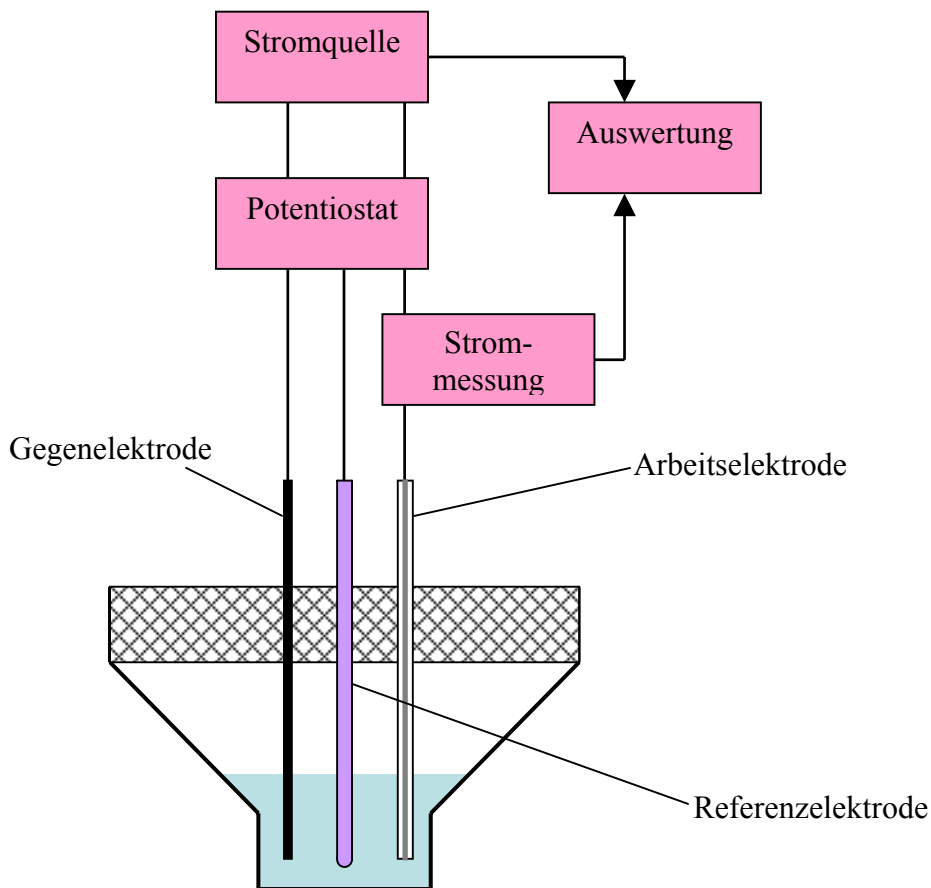 Stromquelle
Auswertung
Potentiostat
Strom-
messung
Gegenelektrode
Arbeitselektrode
Referenzelektrode